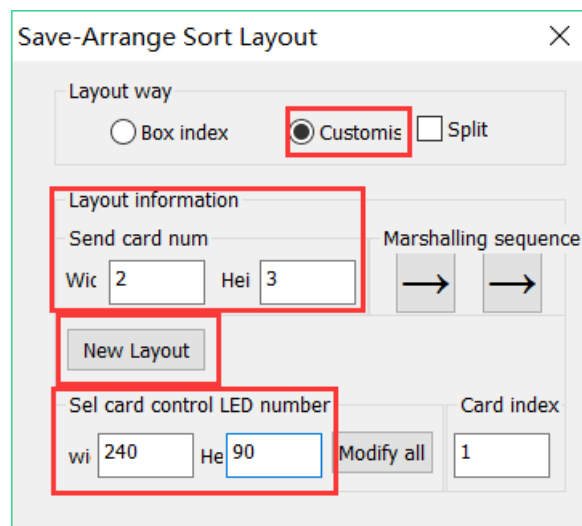 Save-Arrange Sort Layout
Layout way
Box index Customis Split
Layout information
Send card num Marshalling sequence
Wic 2 Hei 3 → →
New Layout
Sel card control LED number Card index
wi 240 He 90 Modify all 1